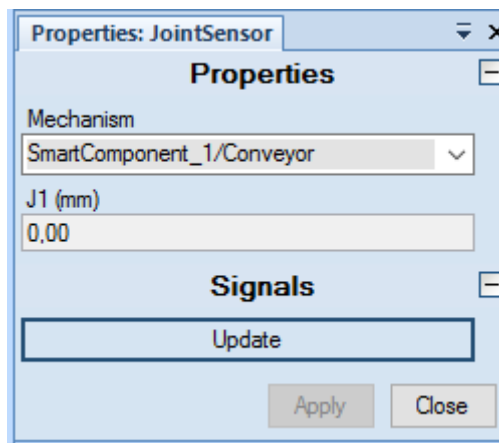 Properties: JointSensor
Properties
Mechanism
SmartComponent_1/Conveyor
J1 (mm)
0,00
Signals
Update
Apply Close